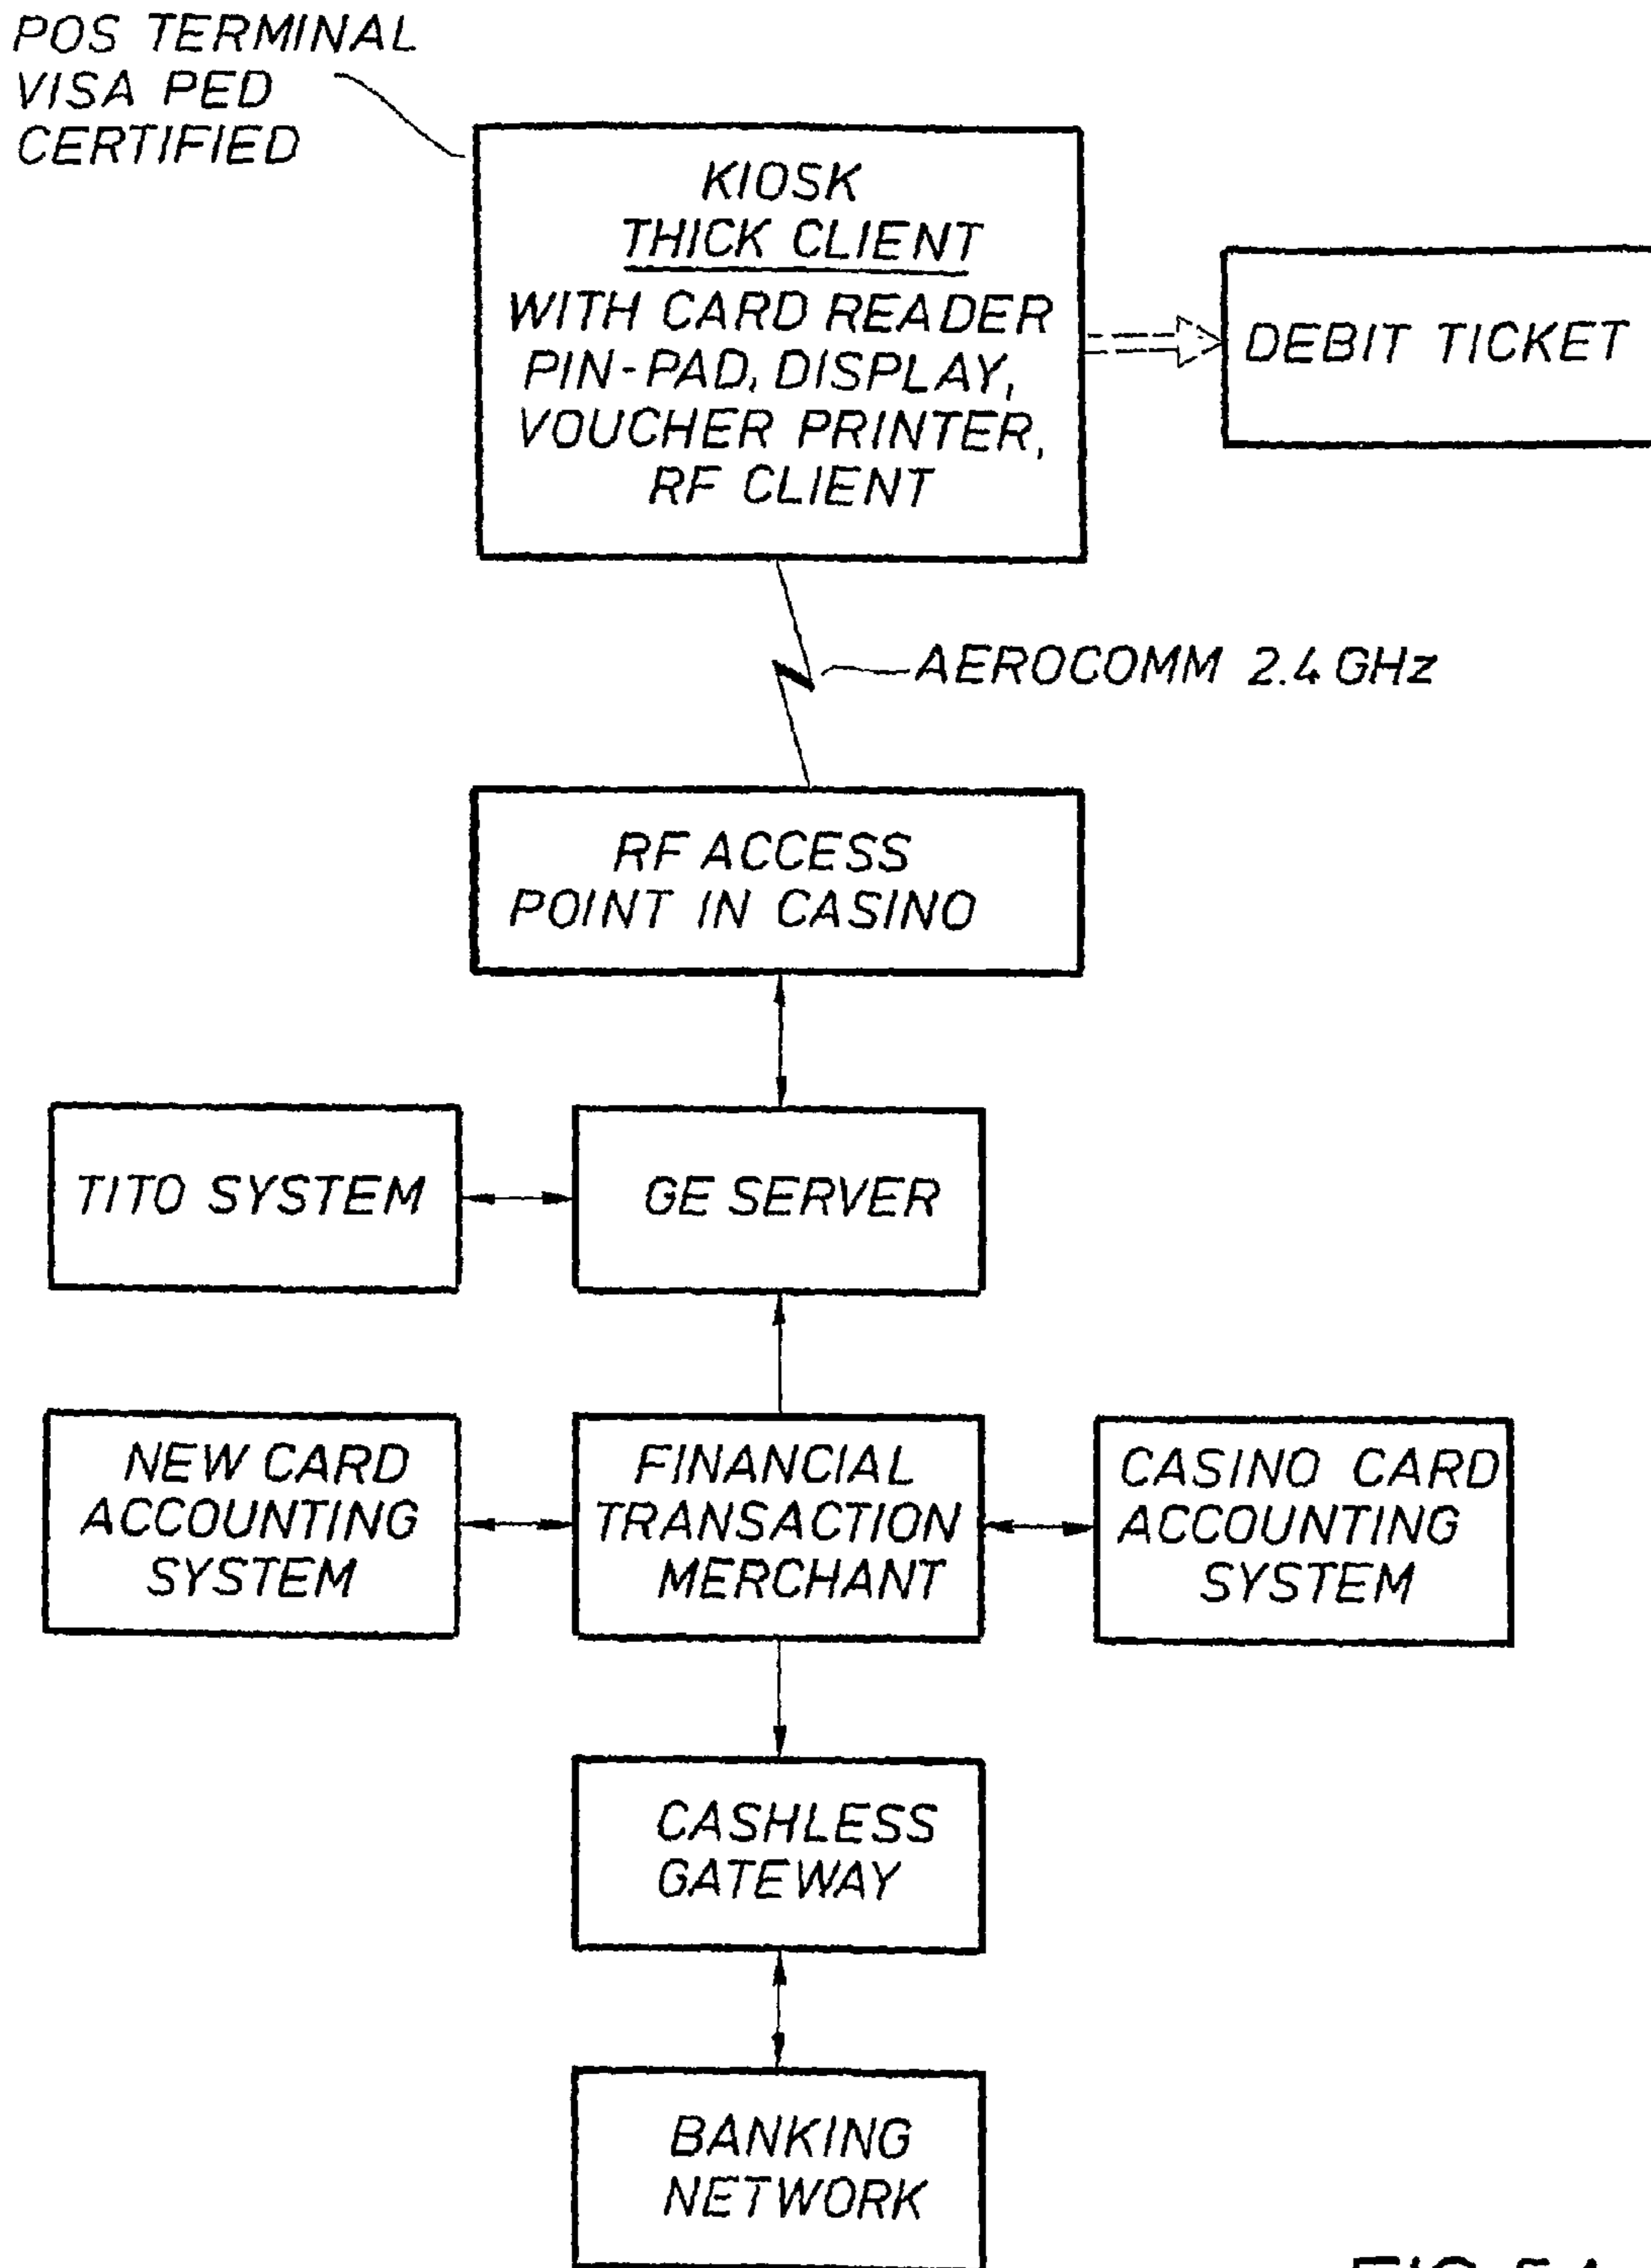 POS TERMINAL
VISA PED
CERTIFIED
KIOSK
THICK CLIENT
WITH CARD READER
PIN-PAD, DISPLAY,
VOUCHER PRINTER,
RF CLIENT
DEBIT TICKET
AEROCOMM 2.4 GHz
RF ACCESS
POINT IN CASINO
TITO SYSTEM
GE SERVER
NEW CARD
ACCOUNTING
SYSTEM
FINANCIAL
TRANSACTION
MERCHANT
CASINO CARD
ACCOUNTING
SYSTEM
CASHLESS
GATEWAY
BANKING
NETWORK